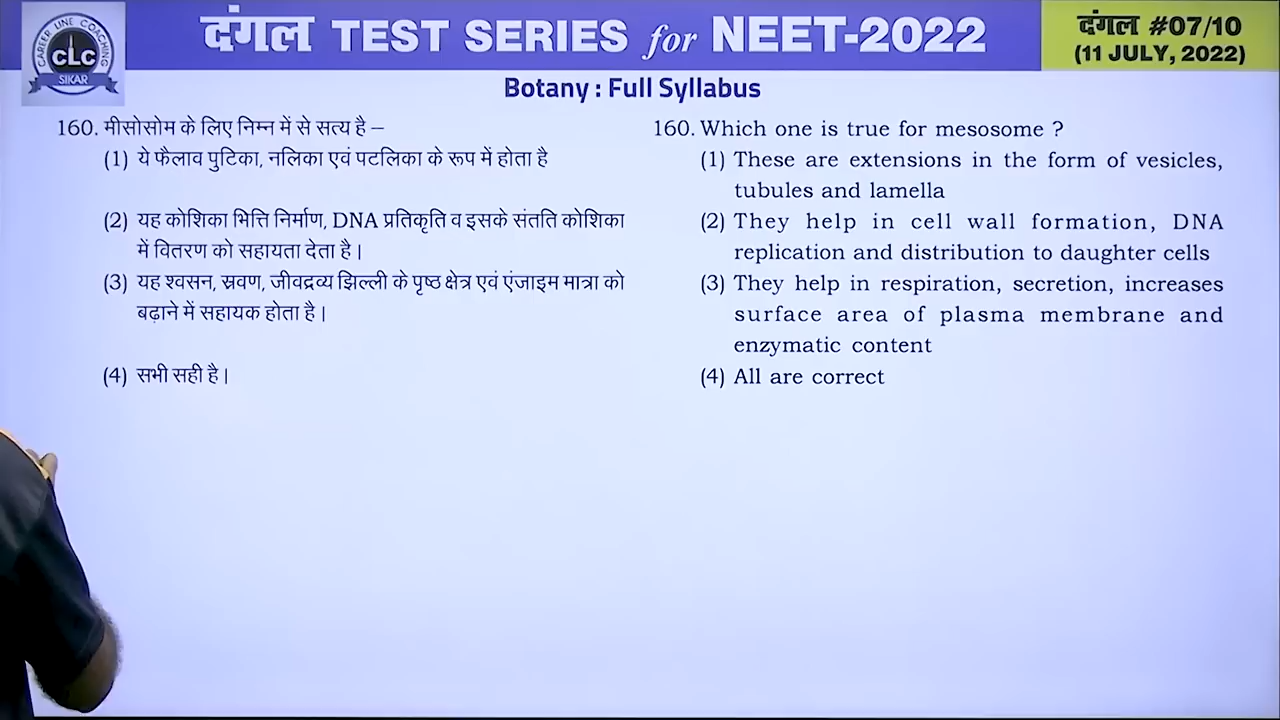 CAREER LINE COACHING
CLC
SIKAR
दंगल TEST SERIES for NEET-2022
दंगल #07/10
(11 JULY, 2022)
Botany : Full Syllabus
160. मीसोसोम के लिए निम्न में से सत्य है –
(1) ये फैलाव पुटिका, नलिका एवं पटलिका के रूप में होता है
(2) यह कोशिका भित्ति निर्माण, DNA प्रतिकृति व इसके संतति कोशिका
में वितरण को सहायता देता है।
(3) यह श्वसन, स्रवण, जीवद्रव्य झिल्ली के पृष्ठ क्षेत्र एवं एंजाइम मात्रा को
बढ़ाने में सहायक होता है।
(4) सभी सही है।
160. Which one is true for mesosome ?
(1) These are extensions in the form of vesicles,
tubules and lamella
(2) They help in cell wall formation, DNA
replication and distribution to daughter cells
(3) They help in respiration, secretion, increases
surface area of plasma membrane and
enzymatic content
(4) All are correct